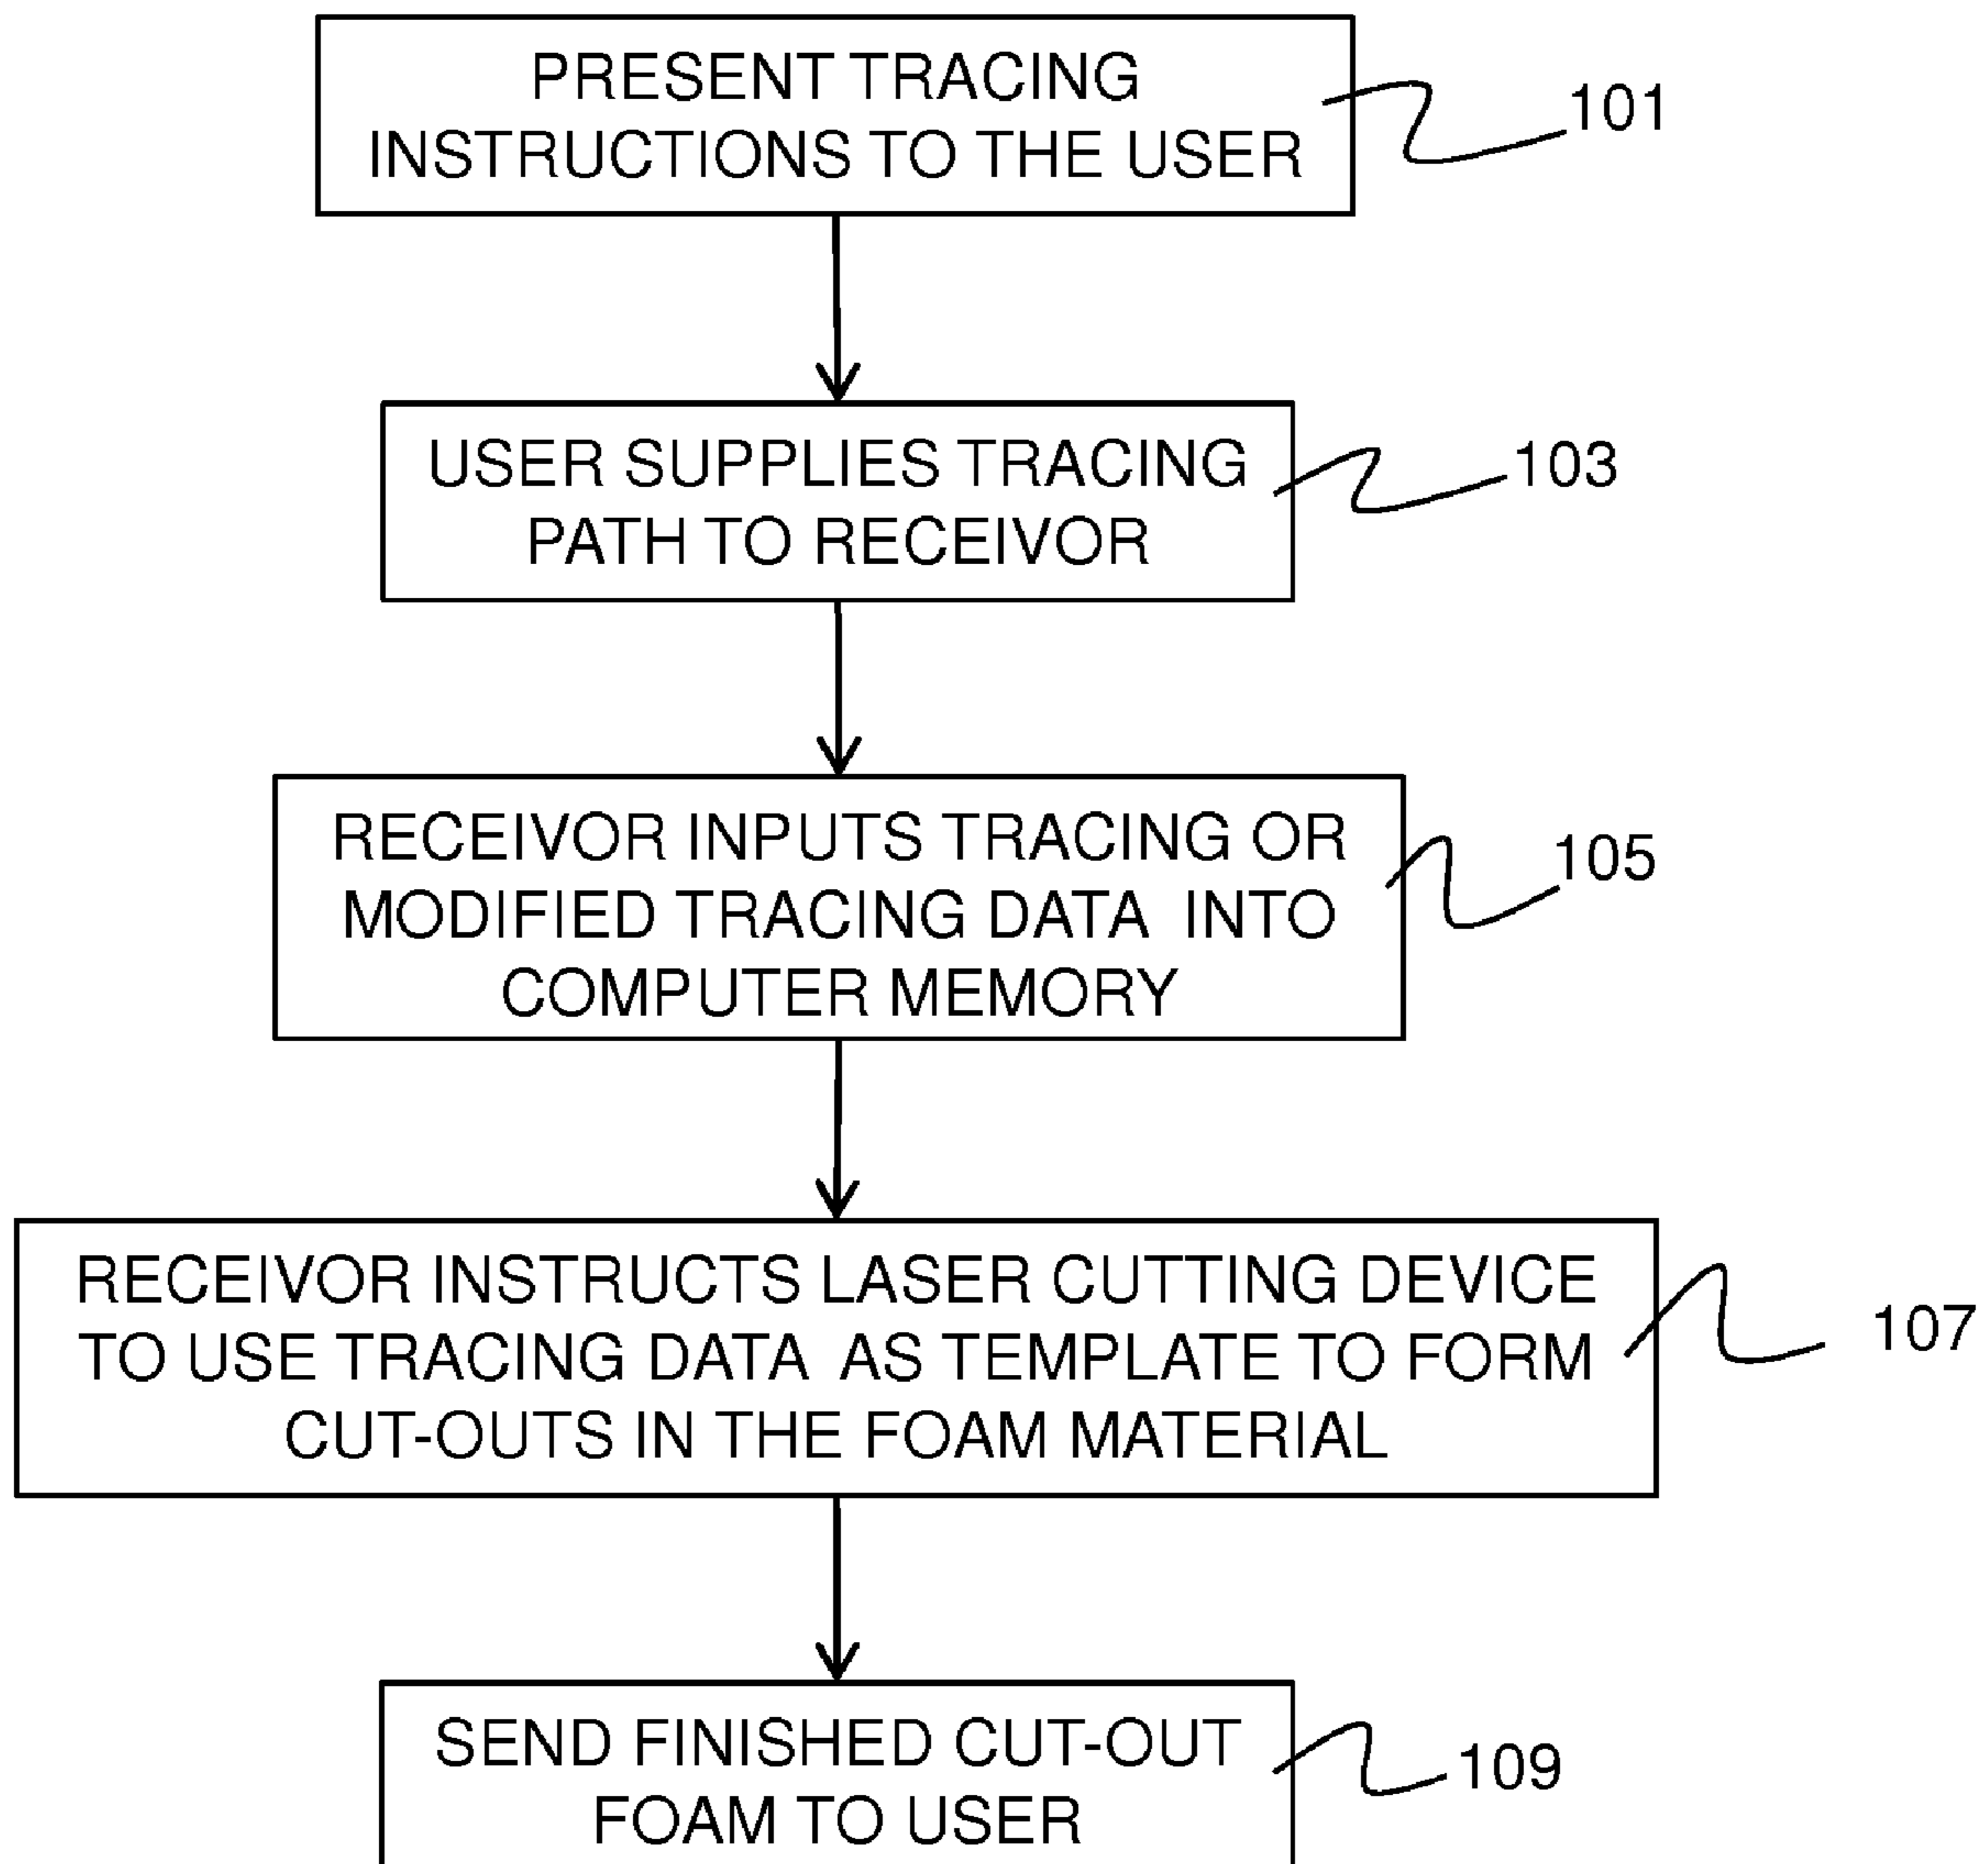 PRESENT TRACING
INSTRUCTIONS TO THE USER
101
USER SUPPLIES TRACING
PATH TO RECEIVOR
103
RECEIVOR INPUTS TRACING OR
MODIFIED TRACING DATA INTO
COMPUTER MEMORY
105
RECEIVOR INSTRUCTS LASER CUTTING DEVICE
TO USE TRACING DATA AS TEMPLATE TO FORM
CUT-OUTS IN THE FOAM MATERIAL
107
SEND FINISHED CUT-OUT
FOAM TO USER
109